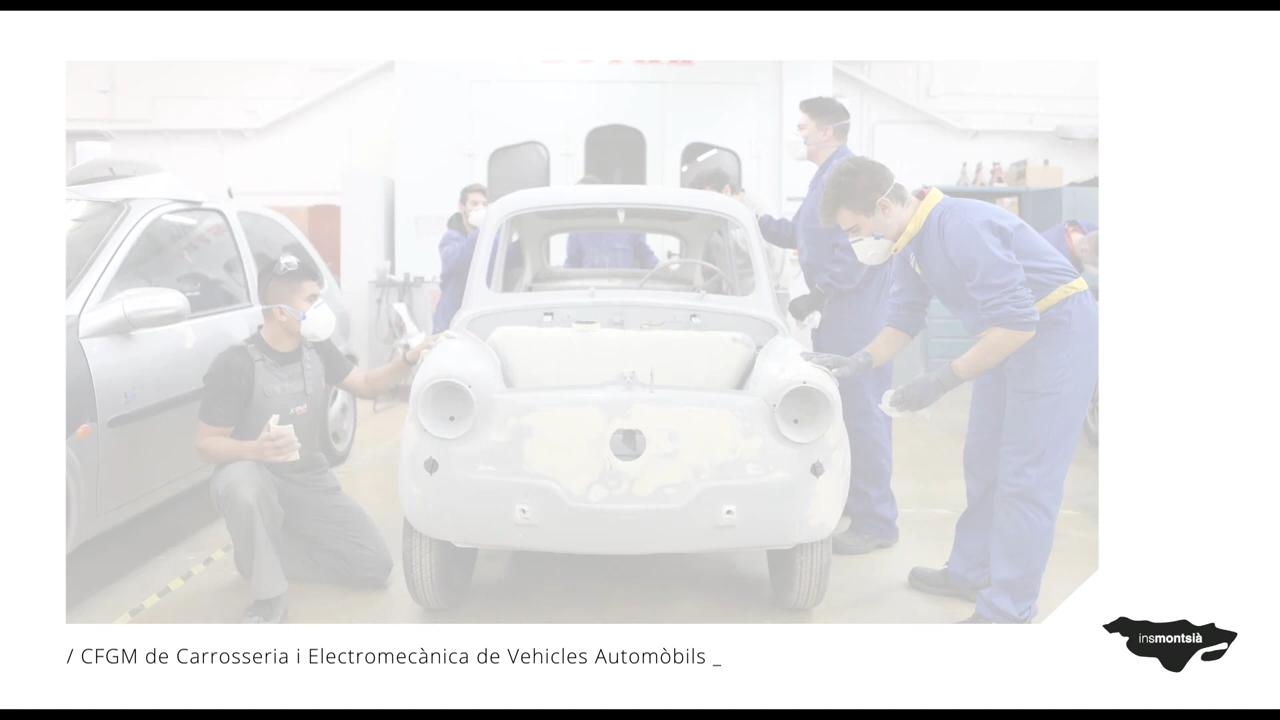 / CFGM de Carrosseria i Electromecànica de Vehicles Automòbils _
insmontsià